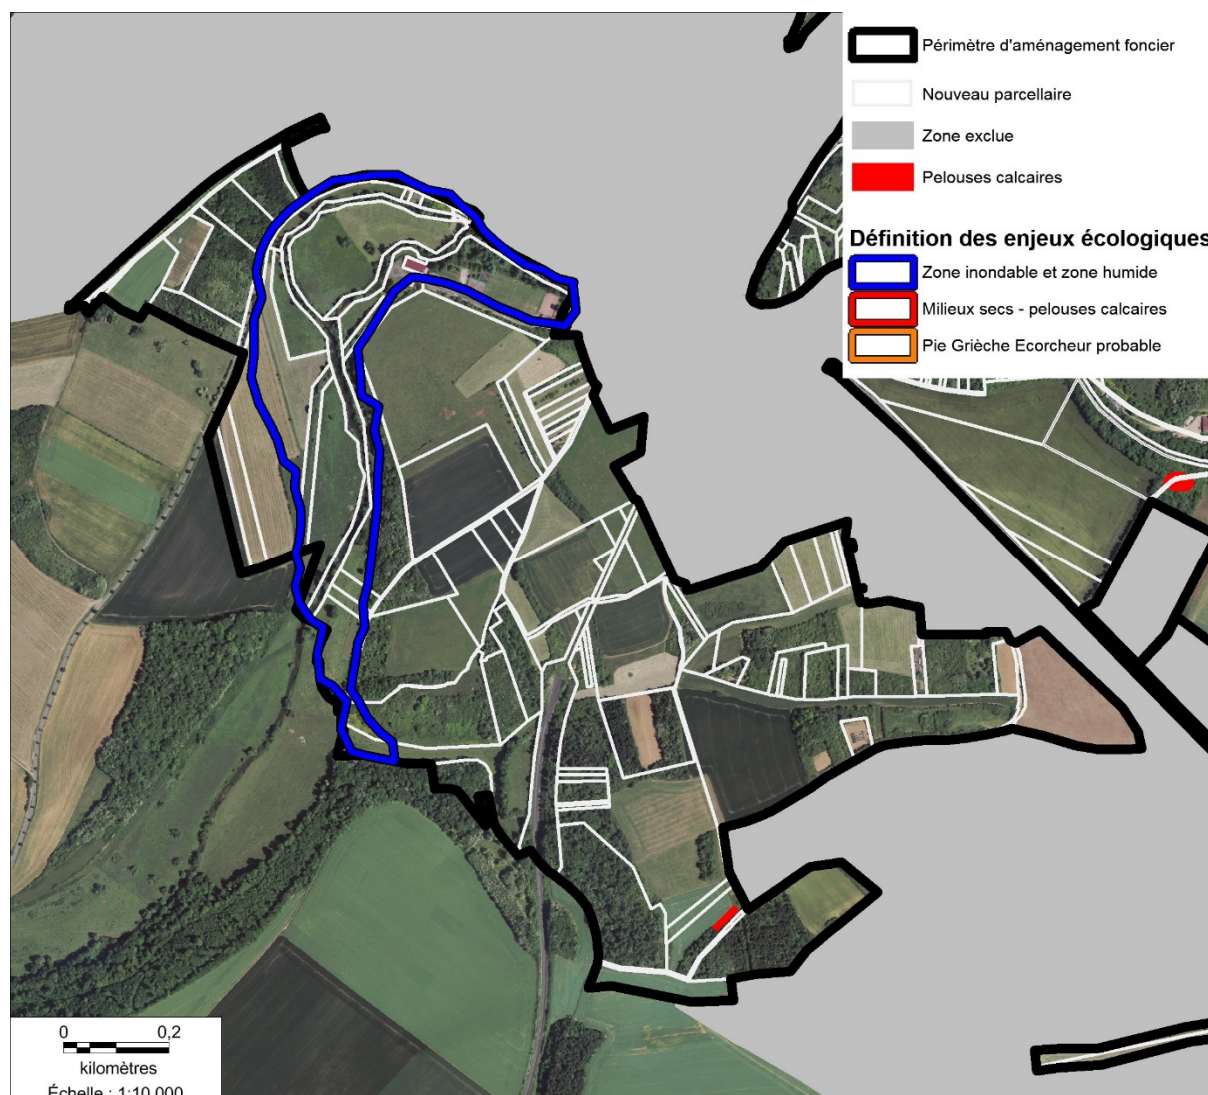 Périmètre d'aménagement foncier
Nouveau parcellaire
Zone exclue
Pelouses calcaires
Définition des enjeux écologiques
Zone inondable et zone humide
Milieux secs - pelouses calcaires
Pie Grièche Ecorcheur probable
0 0,2
kilomètres
Échelle : 1:10 000